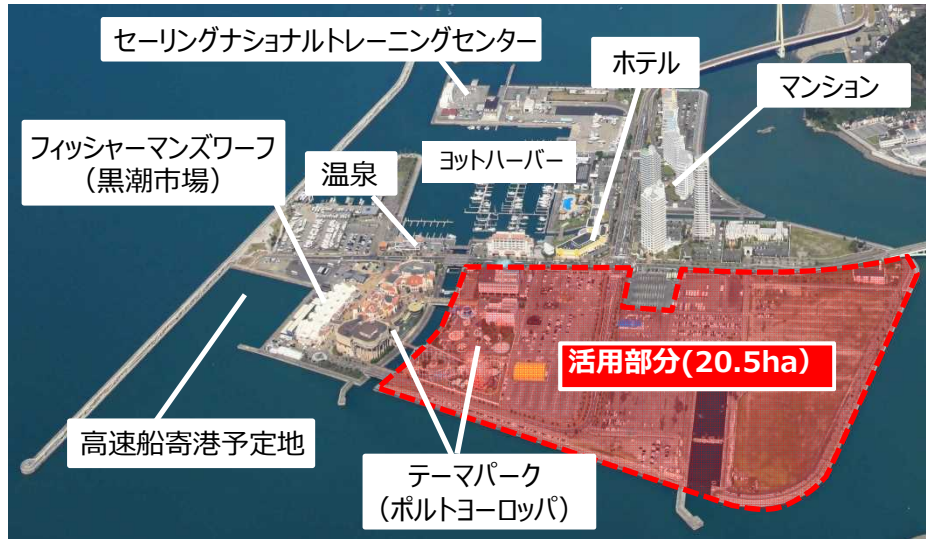 セーリングナショナルトレーニングセンター
ホテル
マンション
フィッシャーマンズワーフ
（黒潮市場）
温泉
ヨットハーバー
活用部分(20.5ha）
高速船寄港予定地
テーマパーク
（ポルトヨーロッパ）